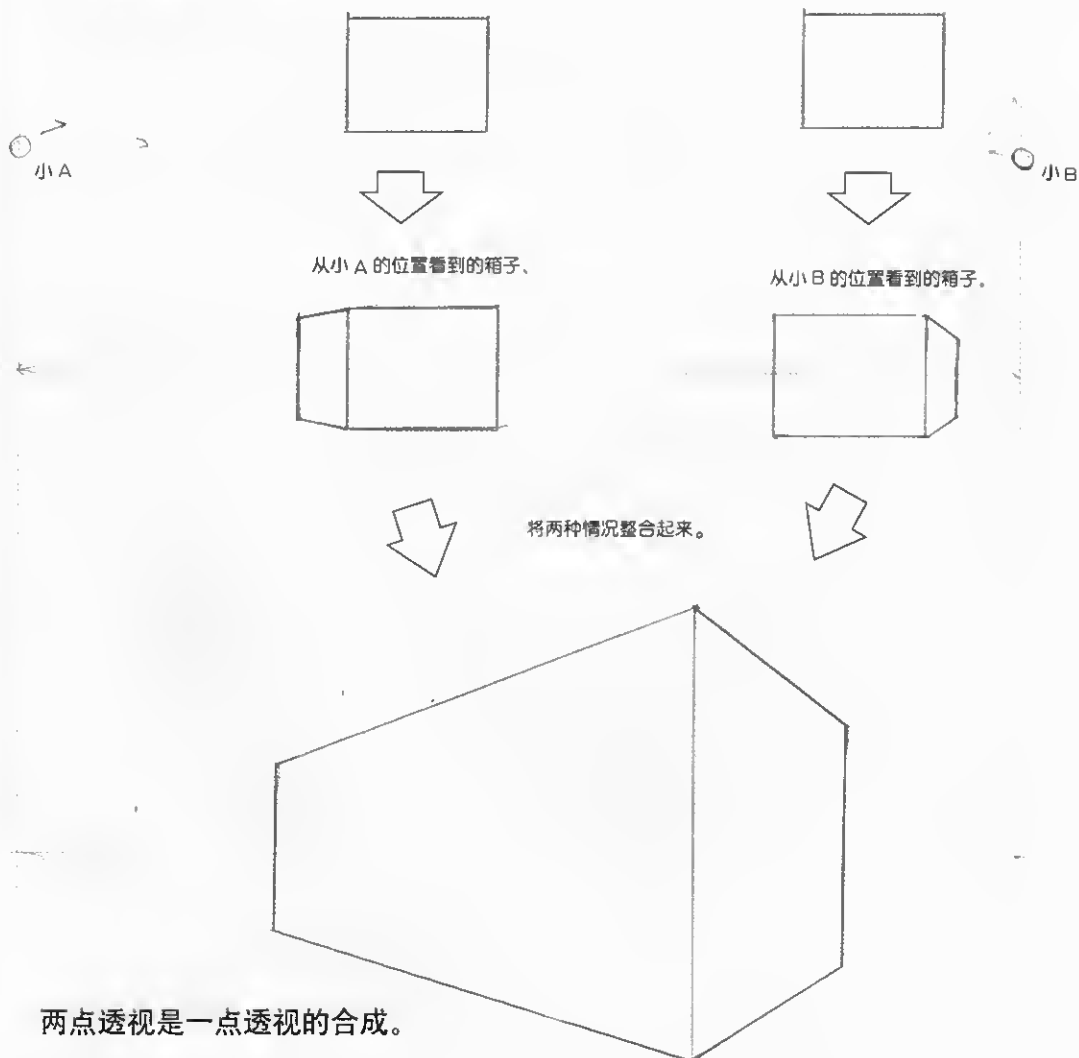 小A
小B
从小A的位置看到的箱子、
从小B的位置看到的箱子。
将两种情况整合起来。
两点透视是一点透视的合成。